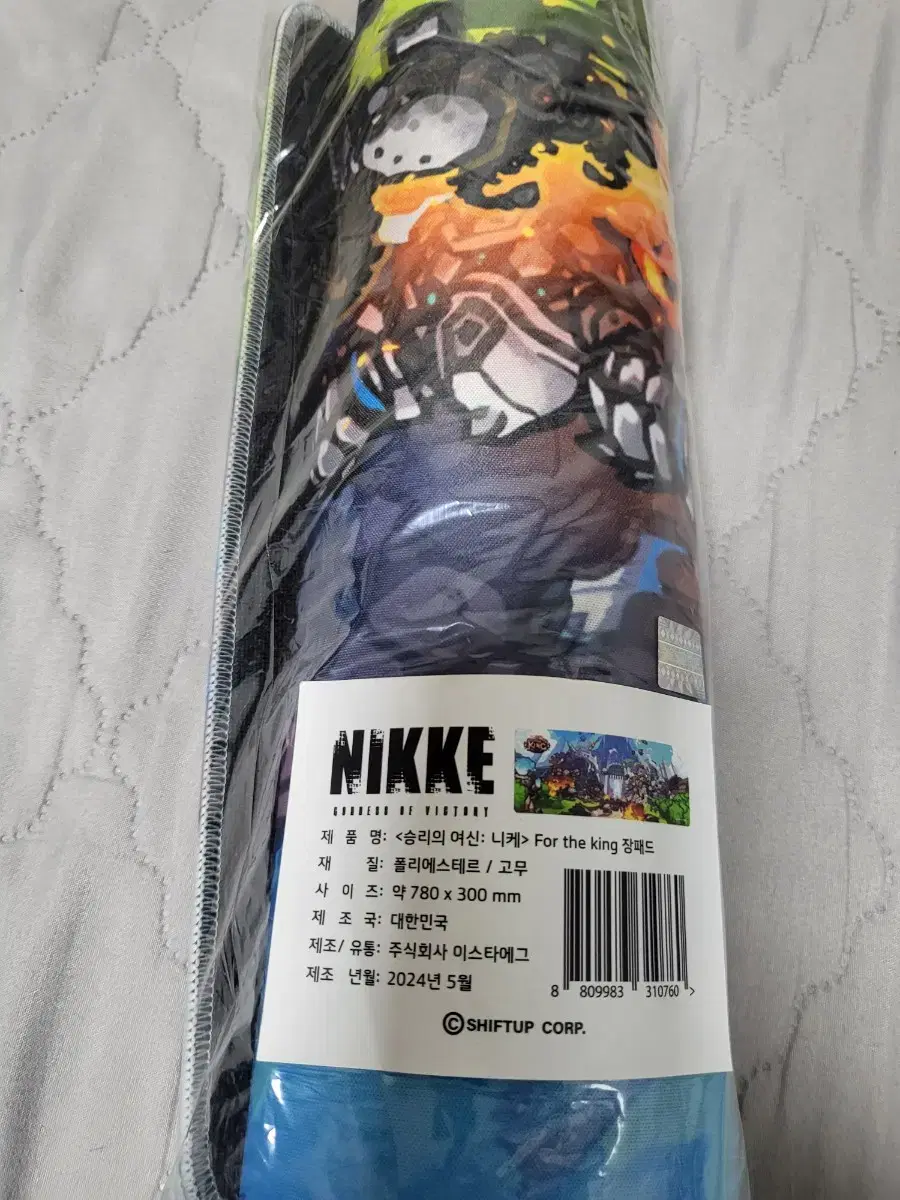 NIKKE
GODDESS OF VICTORY
제 품 명: <승리의 여신: 니케> For the king 장패드
재 질: 폴리에스테르 / 고무
사 이 즈: 약 780 x 300 mm
제 조 국: 대한민국
제조/ 유통: 주식회사 이스타에그
제조 년월: 2024년 5월
8 809983 310760 >
©SHIFTUP CORP.